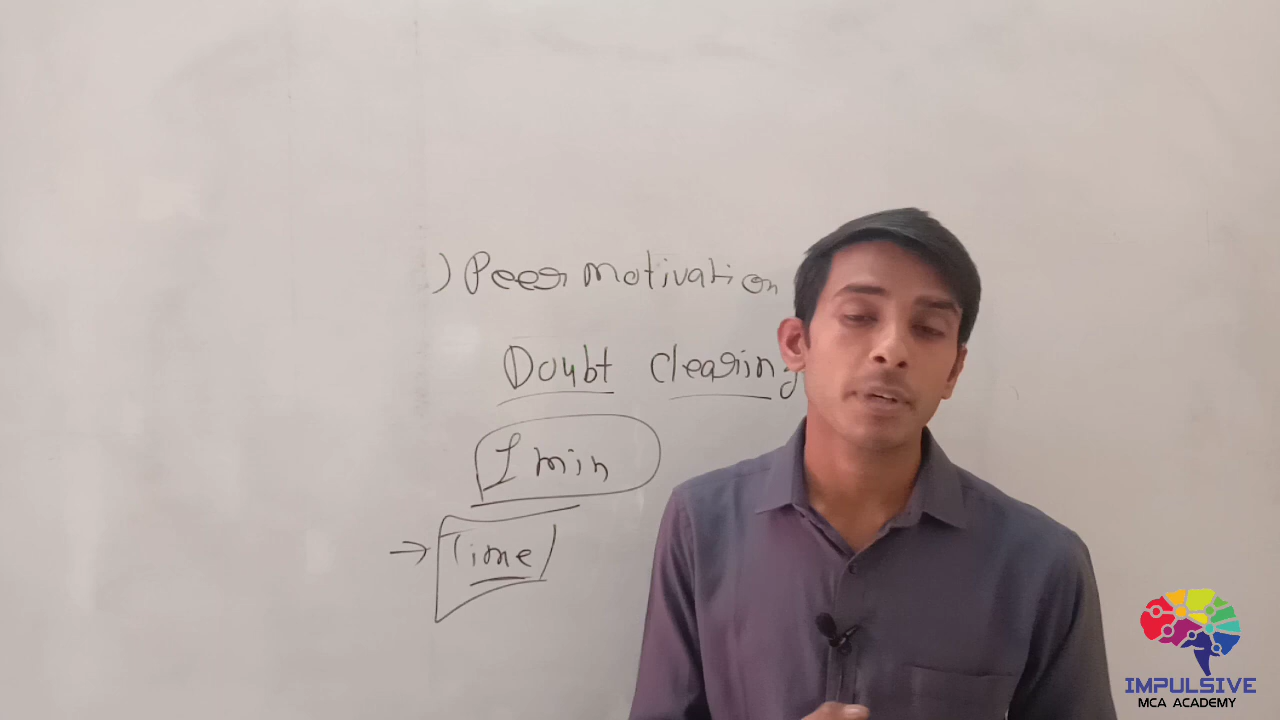 ) Peer motivation
Doubt clearing
1 min
→ Time
IMPULSIVE
MCA ACADEMY